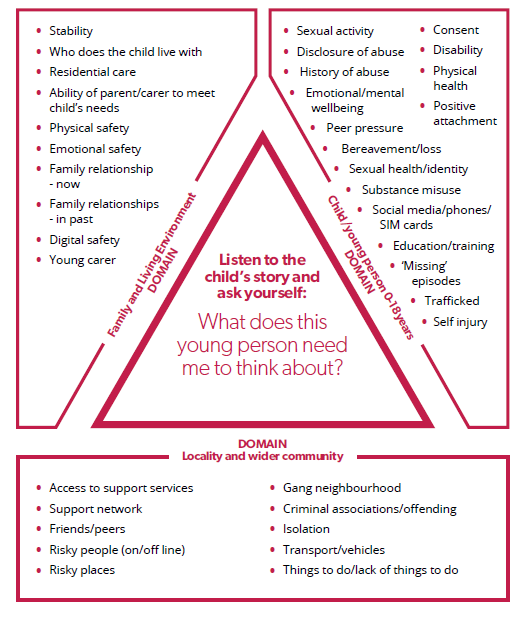 • Stability
• Who does the child live with
• Residential care
• Ability of parent/carer to meet
child's needs
• Physical safety
• Emotional safety
• Family relationship
- now
• Family relationships
- in past
• Digital safety
• Young carer
Family and Living Environment
DOMAIN
• Sexual activity
• Disclosure of abuse
• History of abuse
• Emotional/mental
wellbeing
• Peer pressure
• Bereavement/loss
• Sexual health/identity
• Substance misuse
• Social media/phones/
SIM cards
• Education/training
• ‘Missing’
episodes
• Trafficked
• Self injury
• Consent
• Disability
• Physical
health
• Positive
attachment
Child/young person 0-18 years
DOMAIN
Listen to the
child's story and
ask yourself:
What does this
young person need
me to think about?
DOMAIN
Locality and wider community
• Access to support services
• Support network
• Friends/peers
• Risky people (on/off line)
• Risky places
• Gang neighbourhood
• Criminal associations/offending
• Isolation
• Transport/vehicles
• Things to do/lack of things to do